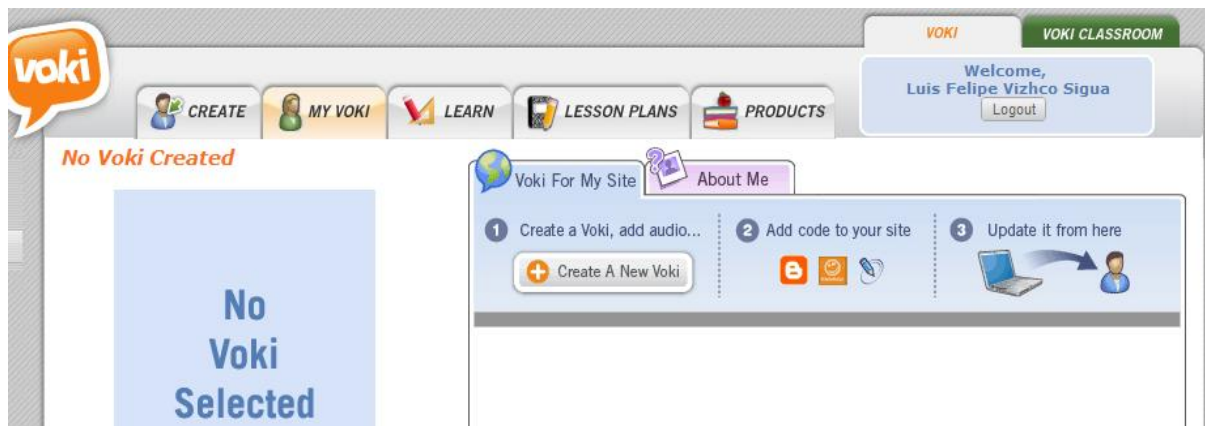 voki
VOKI
VOKI CLASSROOM
Welcome,
Luis Felipe Vizhco Sigua
Logout
CREATE
MY VOKI
LEARN
LESSON PLANS
PRODUCTS
No Voki Created
No
Voki
Selected
Voki For My Site
About Me
1 Create a Voki, add audio...
Create A New Voki
2 Add code to your site
3 Update it from here